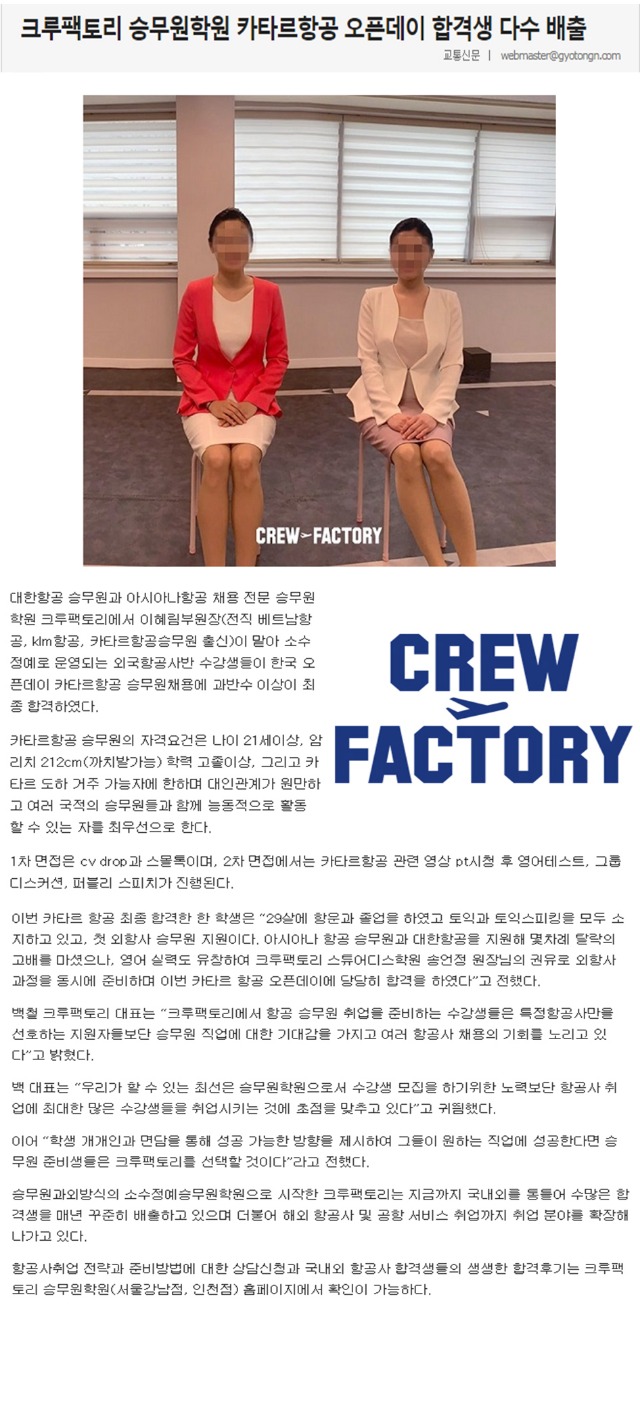 크루팩토리 승무원학원 카타르항공 오픈데이 합격생 다수 배출
교통신문 | webmaster@gyotongn.com
CREW FACTORY
대한항공 승무원과 아시아나항공 채용 전문 승무원
학원 크루팩토리에서 이혜림부원장(전직 베트남항
공, klm항공, 카타르항공승무원 출신)이 맡아 소수
정예로 운영되는 외국항공사반 수강생들이 한국 오
픈데이 카타르항공 승무원채용에 과반수 이상이 최
종 합격하였다.
CREW
FACTORY
카타르항공 승무원의 자격요건은 나이 21세이상, 암
리치 212cm(까치발가능) 학력 고졸이상, 그리고 카
타르 도하 거주 가능자에 한하며 대인관계가 원만하
고 여러 국적의 승무원들과 함께 능동적으로 활동
할 수 있는 자를 최우선으로 한다.
1차 면접은 cv drop과 스몰톡이며, 2차 면접에서는 카타르항공 관련 영상 pt시청 후 영어테스트, 그룹
디스커션, 퍼블리 스피치가 진행된다.
이번 카타르 항공 최종 합격한 한 학생은 “29살에 항운과 졸업을 하였고 토익과 토익스피킹을 모두 소
지하고 있고, 첫 외항사 승무원 지원이다. 아시아나 항공 승무원과 대한항공을 지원해 몇차례 탈락의
고배를 마셨으나, 영어 실력도 유창하여 크루팩토리 스튜어디스학원 송언정 원장님의 권유로 외항사
과정을 동시에 준비하며 이번 카타르 항공 오픈데이에 당당히 합격을 하였다”고 전했다.
백철 크루팩토리 대표는 “크루팩토리에서 항공 승무원 취업을 준비하는 수강생들은 특정항공사만을
선호하는 지원자들보단 승무원 직업에 대한 기대감을 가지고 여러 항공사 채용의 기회를 노리고 있
다”고 밝혔다.
백 대표는 “우리가 할 수 있는 최선은 승무원학원으로서 수강생 모집을 하기위한 노력보단 항공사 취
업에 최대한 많은 수강생들을 취업시키는 것에 초점을 맞추고 있다”고 귀띔했다.
이어 “학생 개개인과 면담을 통해 성공 가능한 방향을 제시하여 그들이 원하는 직업에 성공한다면 승
무원 준비생들은 크루팩토리를 선택할 것이다”라고 전했다.
승무원과외방식의 소수정예승무원학원으로 시작한 크루팩토리는 지금까지 국내외를 통틀어 수많은 합
격생을 매년 꾸준히 배출하고 있으며 더불어 해외 항공사 및 공항 서비스 취업까지 취업 분야를 확장해
나가고 있다.
항공사취업 전략과 준비방법에 대한 상담신청과 국내외 항공사 합격생들의 생생한 합격후기는 크루팩
토리 승무원학원(서울강남점, 인천점) 홈페이지에서 확인이 가능하다.